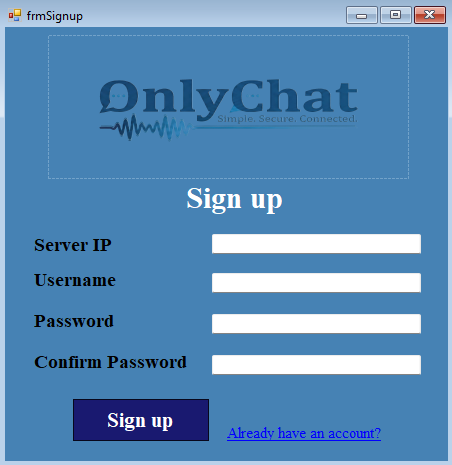 frmSignup
OnlyChat
Simple. Secure. Connected.
Sign up
Server IP
Username
Password
Confirm Password
Sign up
Already have an account?